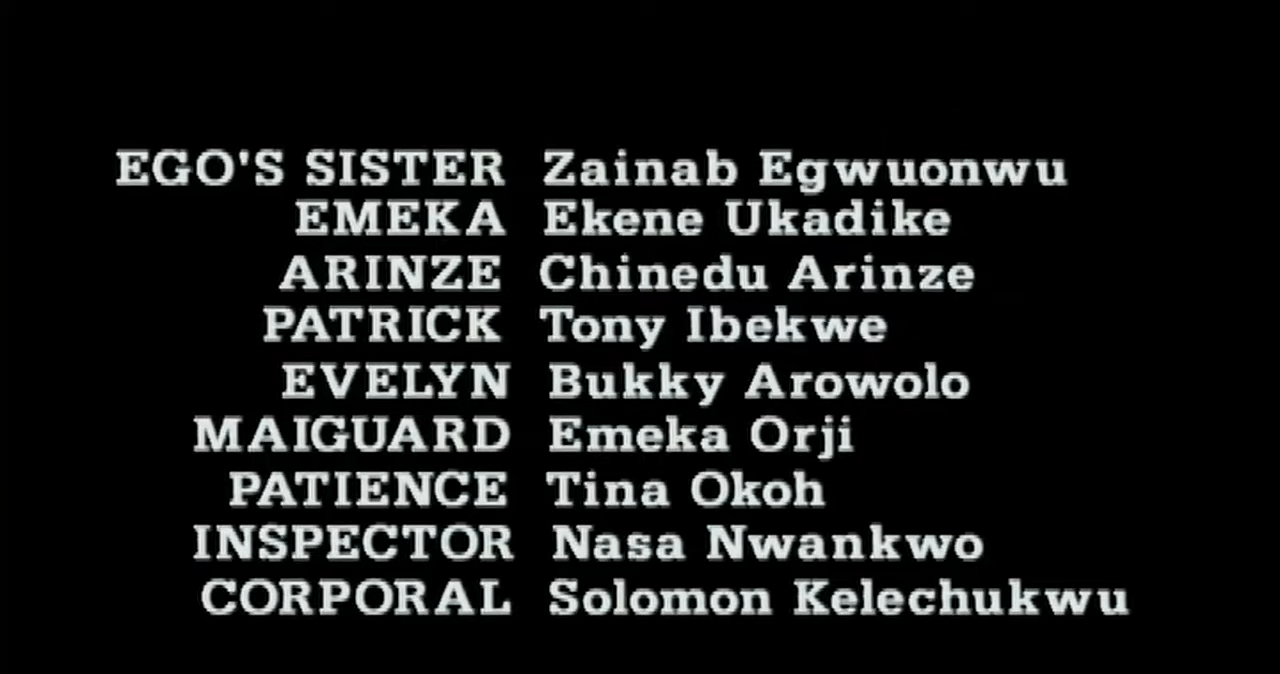 EGO'S SISTER Zainab Egwuonwu
EMEKA Ekene Ukadike
ARINZE Chinedu Arinze
PATRICK Tony Ibekwe
EVELYN Bukky Arowolo
MAIGUARD Emeka Orji
PATIENCE Tina Okoh
INSPECTOR Nasa Nwankwo
CORPORAL Solomon Kelechukwu